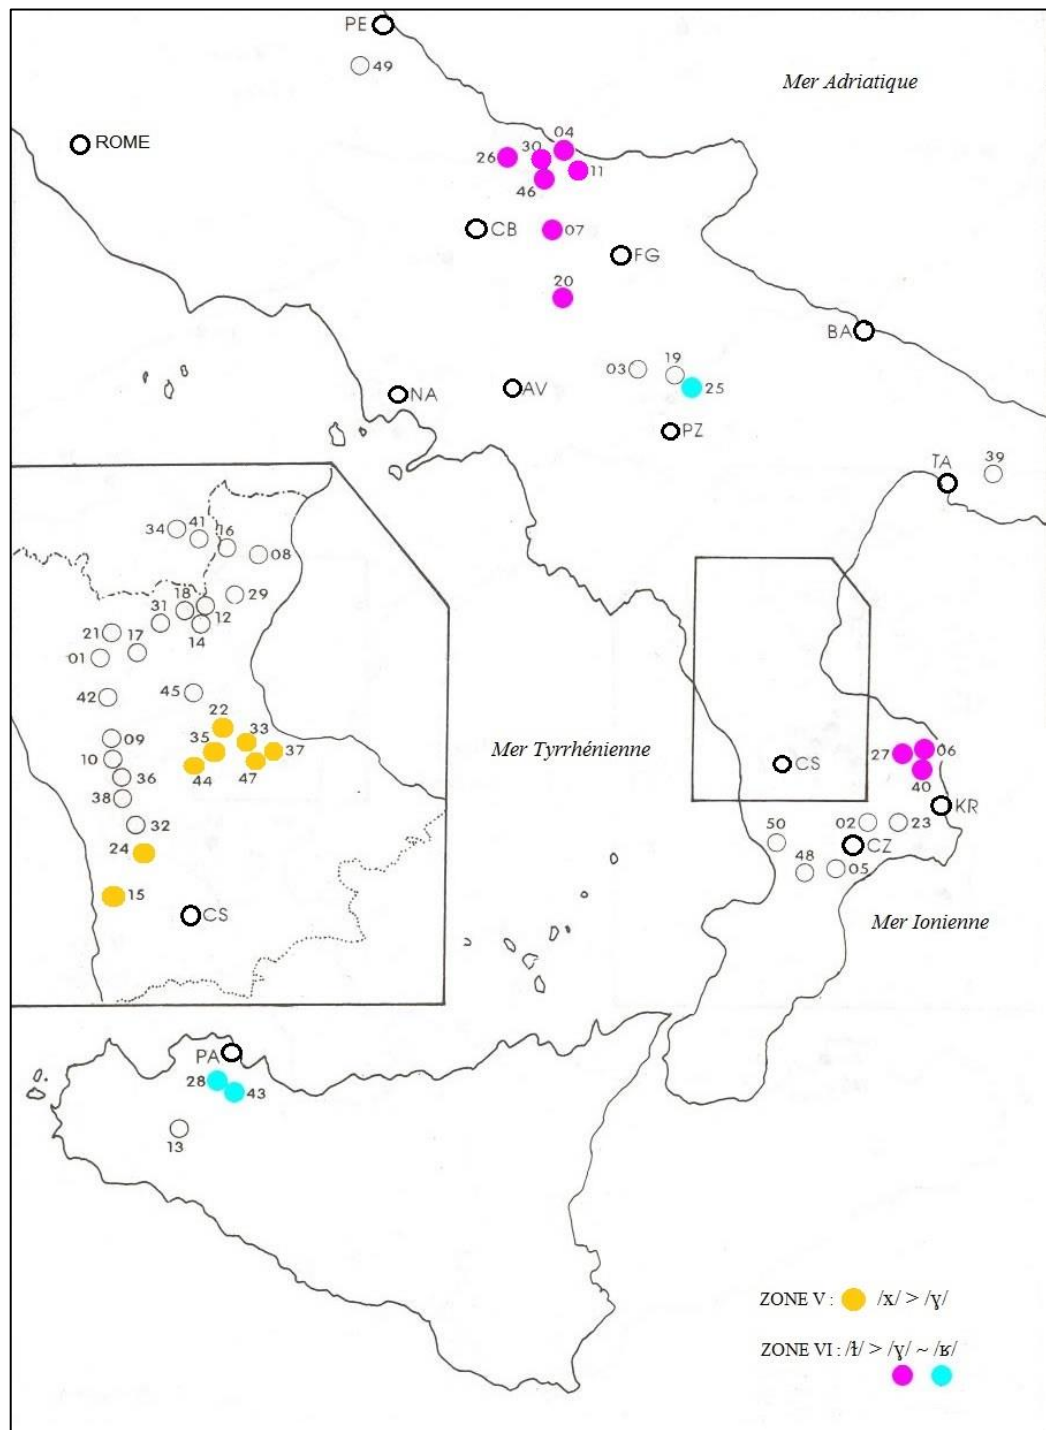 PE
49
Mer Adriatique
ROME
04
30
26
11
46
CB
07
FG
20
BA
19
03
25
NA
AV
PZ
39
TA
34
41
16
08
29
18
31
12
21
17
14
01
45
42
22
33
35
09
37
10
44
47
36
38
32
24
15
CS
Mer Tyrrhénienne
CS
27
06
40
KR
02
23
50
CZ
48
05
Mer Ionienne
PA
28
43
13
ZONE V : /x/ > /ɣ/
ZONE VI : /ɫ/ > /ɣ/ ~ /ʁ/